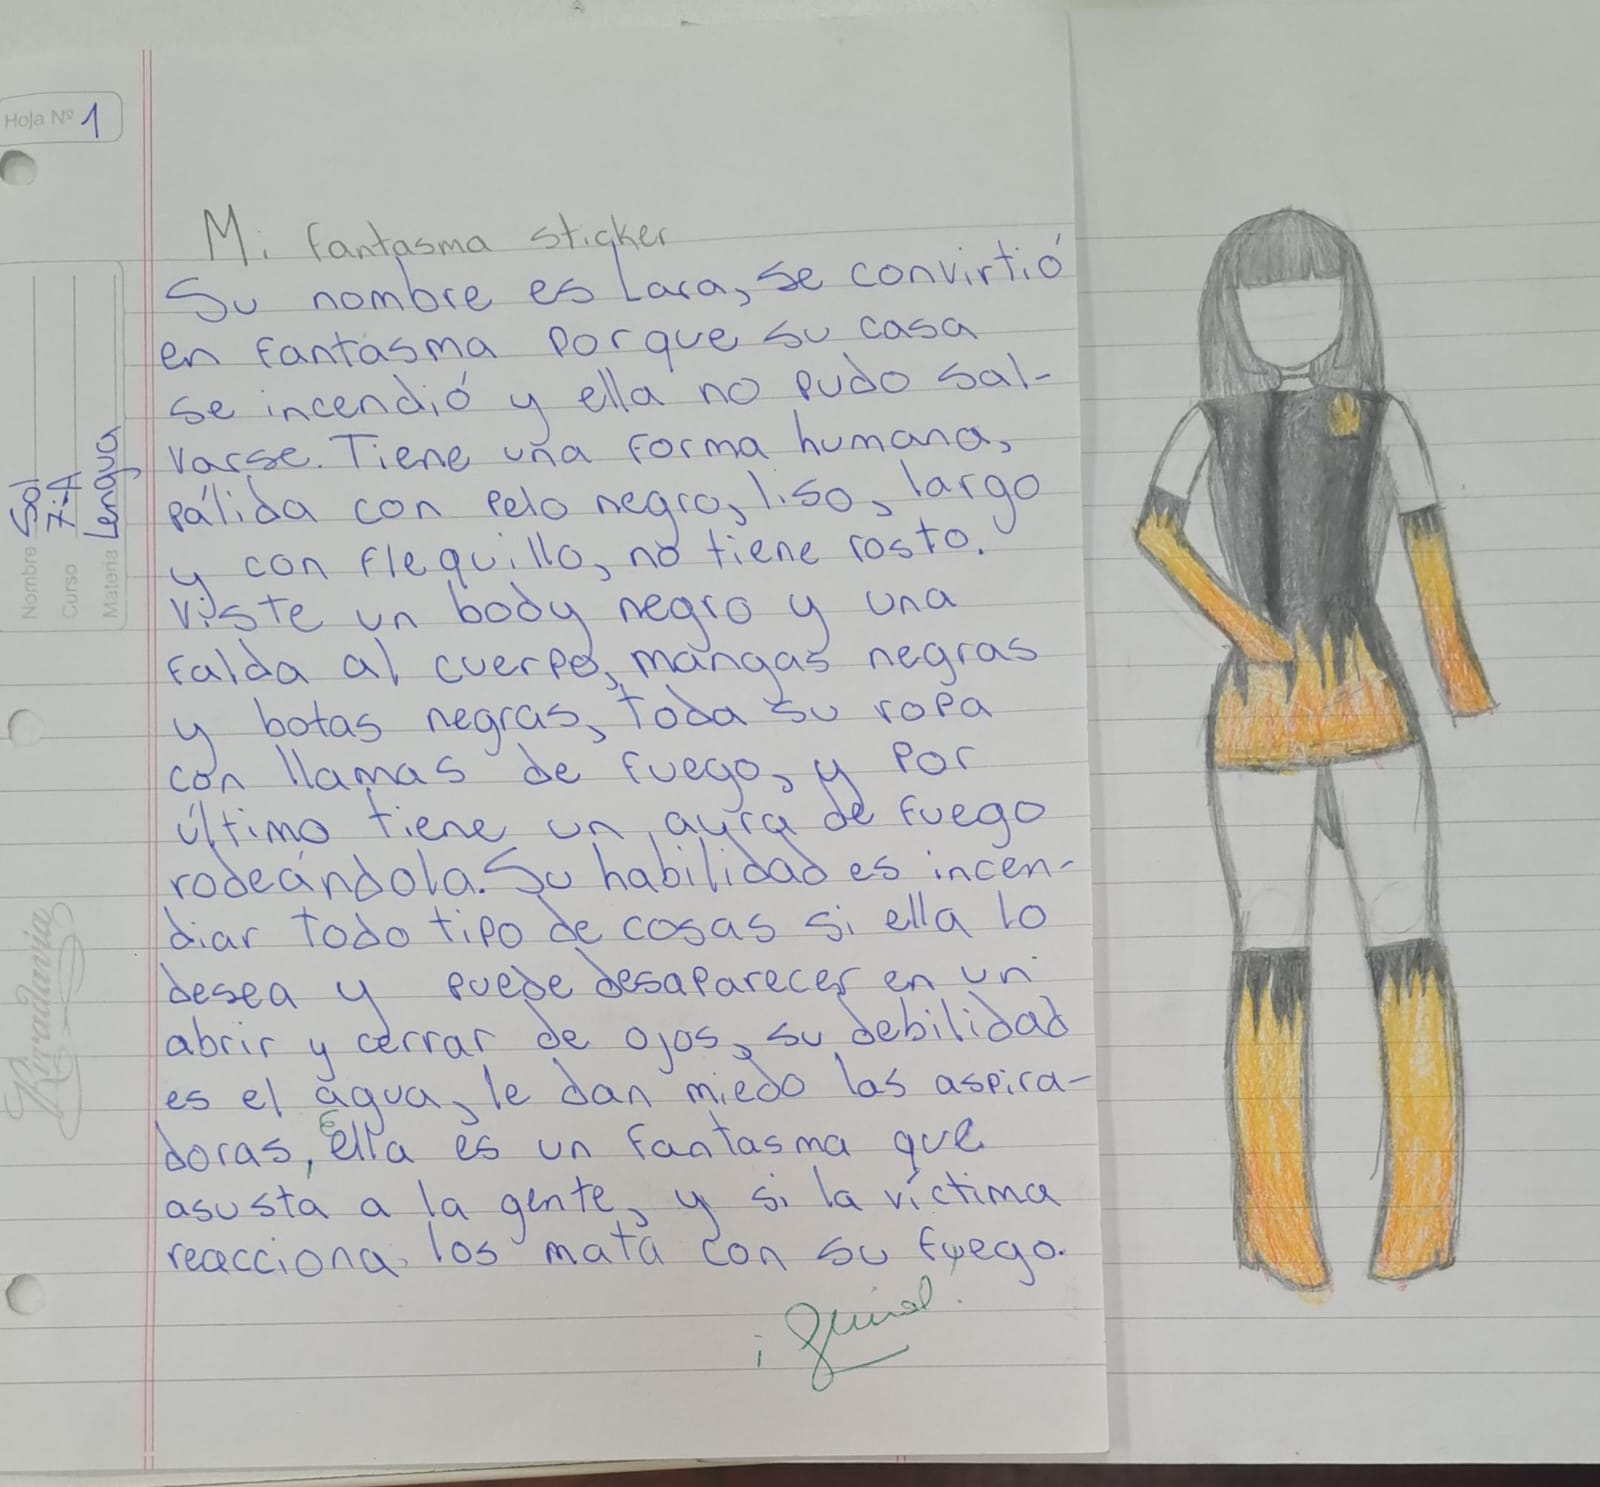 Hoja Nº 1
Nombre Sol
Curso 7-A
Materia Lengua
Rivadavia
Mi fantasma sticker
Su nombre es Lara, se convirtió
en fantasma porque su casa
se incendió y ella no pudo sal-
varse. Tiene una forma humana,
pálida con pelo negro, liso, largo
y con flequillo, no tiene rosto.
Viste un body negro y una
falda al cuerpo, mangas negras
y botas negras, toda su ropa
con llamas de fuego, y por
último tiene un aura de fuego
rodeándola. Su habilidad es incen-
diar todo tipo de cosas si ella lo
desea y puede desaparecer en un
abrir y cerrar de ojos, su debilidad
es el agua, le dan miedo las aspira-
doras, ella es un fantasma que
asusta a la gente, y si la víctima
reacciona los mata con su fuego.
¡Genial!